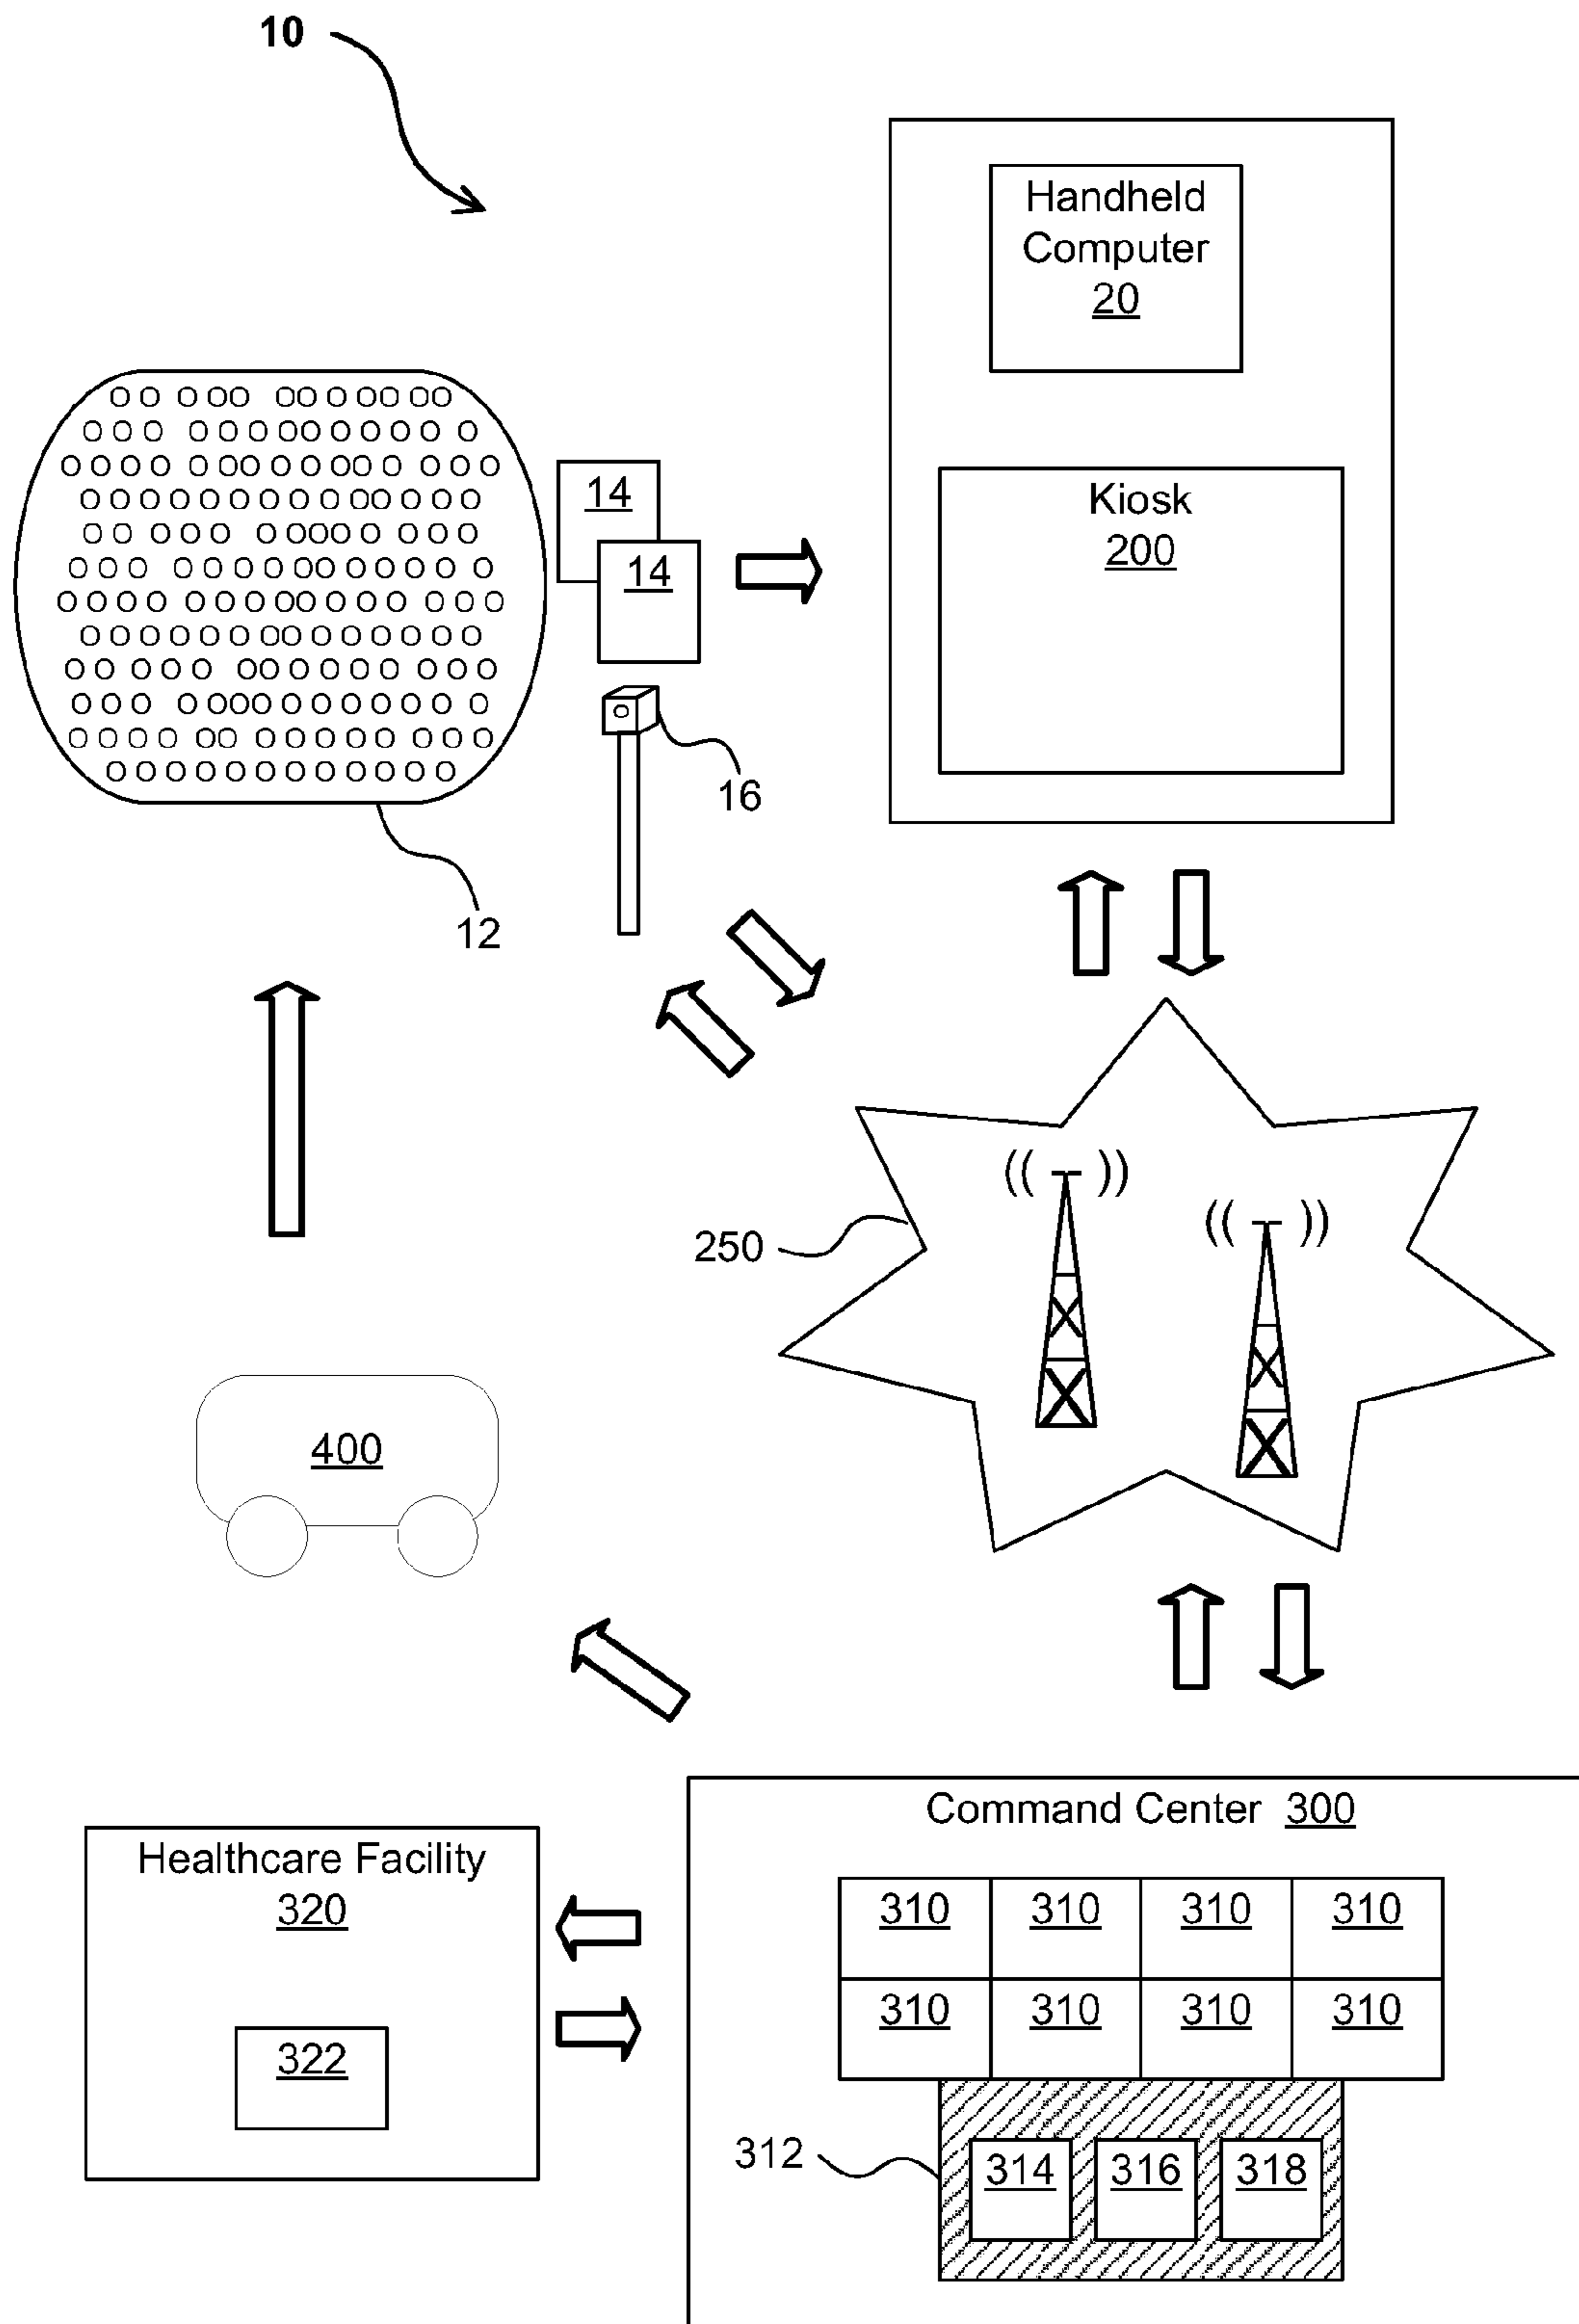 10
Handheld
Computer
20
14
14
Kiosk
200
16
12
250
400
Command Center 300
Healthcare Facility
320
310 310 310 310
310 310 310 310
322
312
314 316 318